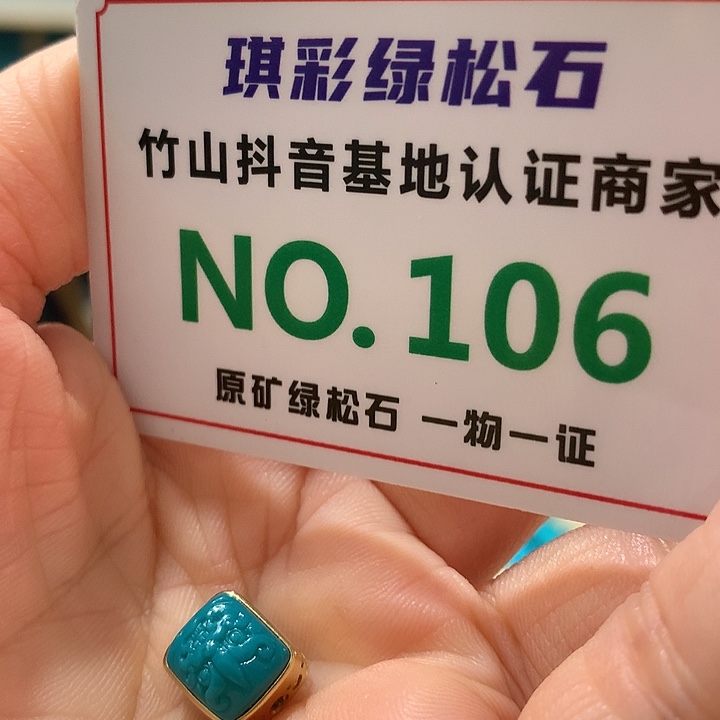 琪彩绿松石
竹山抖音基地认证商家
NO.106
原矿绿松石 一物一证